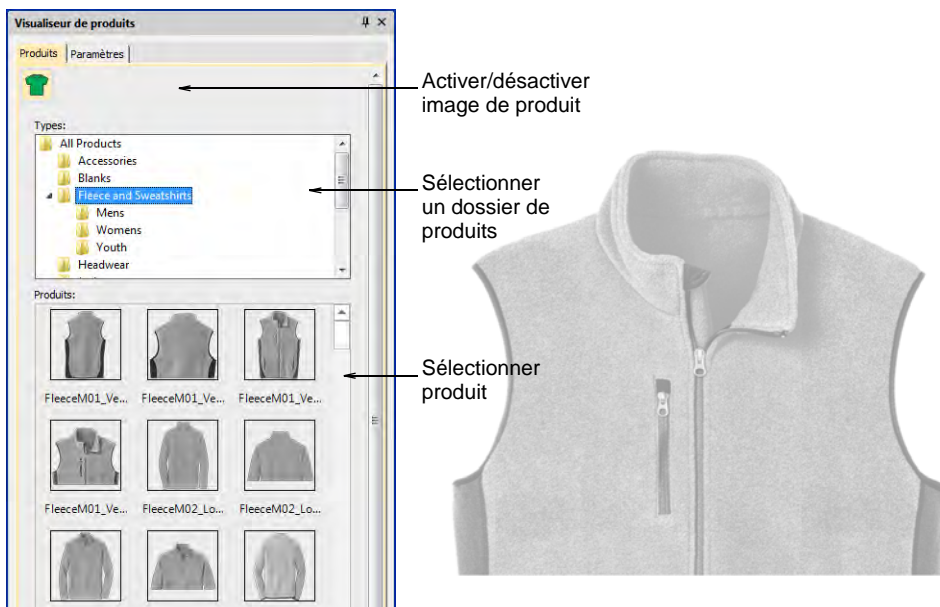 Visualiseur de produits
Produits
Paramètres
Activer/désactiver
image de produit
Types:
All Products
Accessories
Blanks
Fleece and Sweatshirts
Mens
Womens
Youth
Headwear
Sélectionner
un dossier de
produits
Produits:
FleeceM01_Ve...
FleeceM01_Ve...
FleeceM01_Ve...
Sélectionner
produit
FleeceM01_Ve...
FleeceM02_Lo...
FleeceM02_Lo...